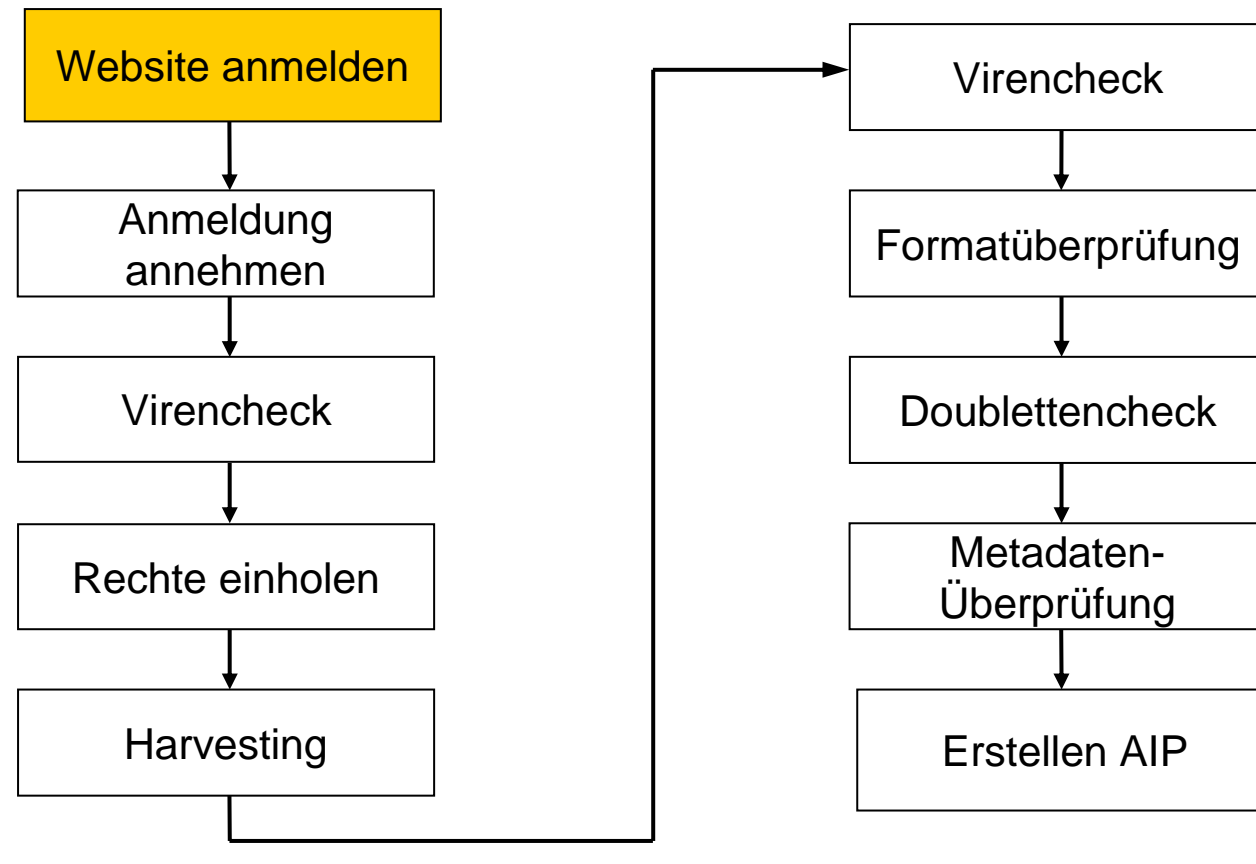 Website anmelden
Anmeldung
annehmen
Virencheck
Rechte einholen
Harvesting
Virencheck
Formatüberprüfung
Doublettencheck
Metadaten-
Überprüfung
Erstellen AIP